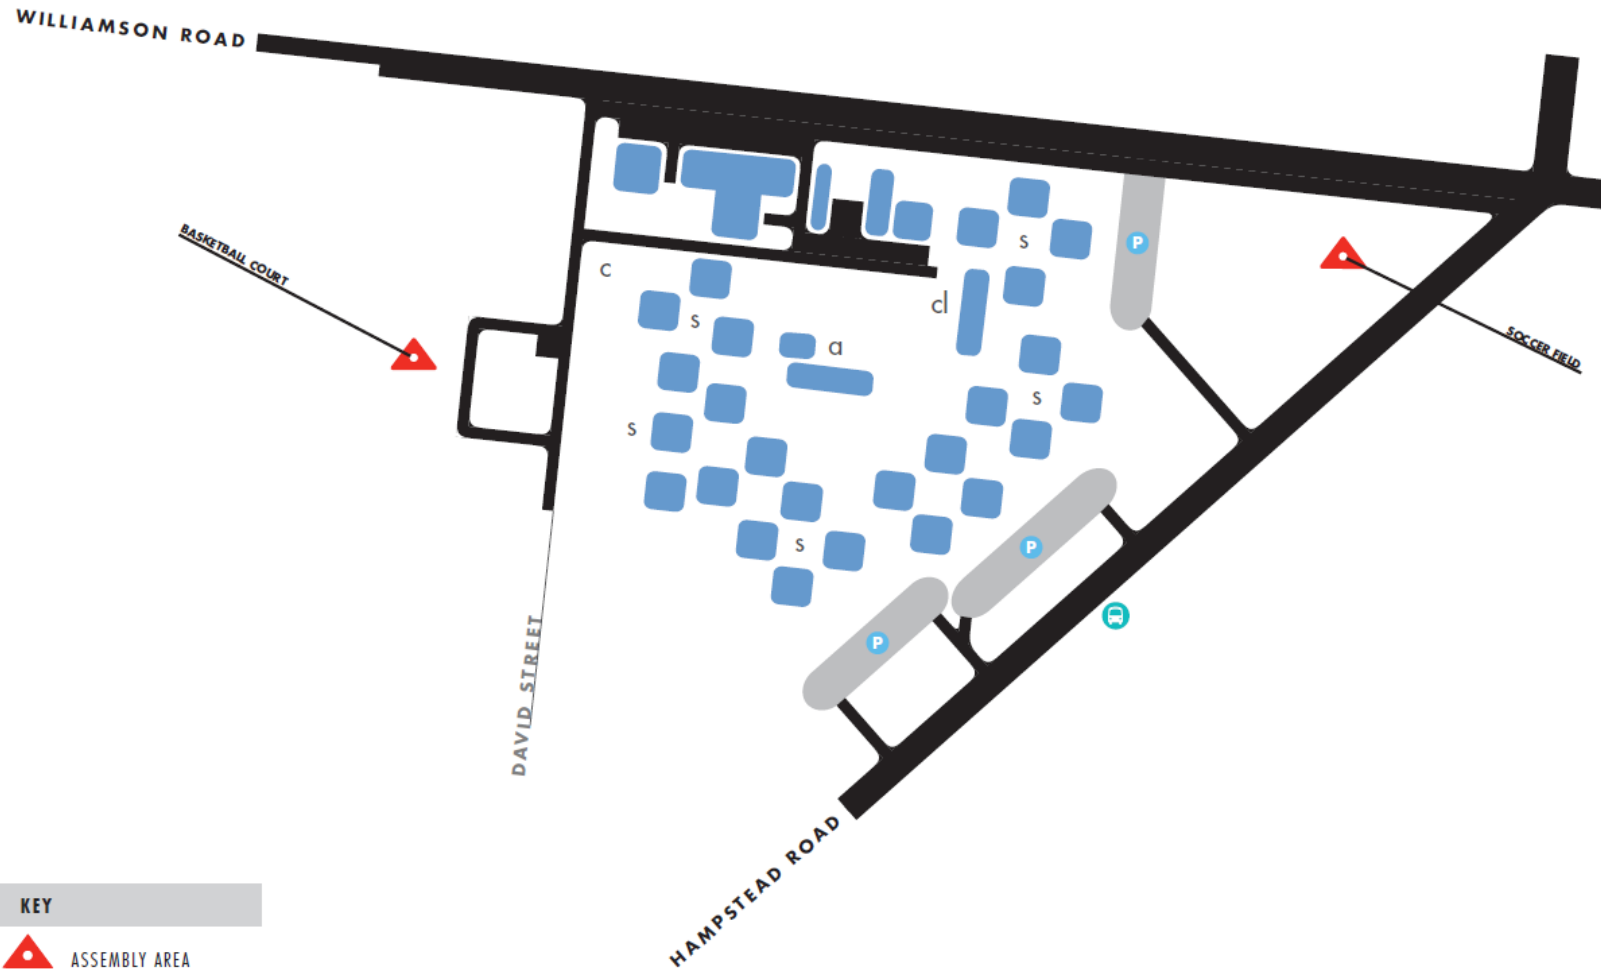 WILLIAMSON ROAD
BASKETBALL COURT
P
S
SOCCER FIELD
C
cl
S
a
S
S
P
S
P
DAVID STREET
HAMPSTEAD ROAD
KEY
ASSEMBLY AREA